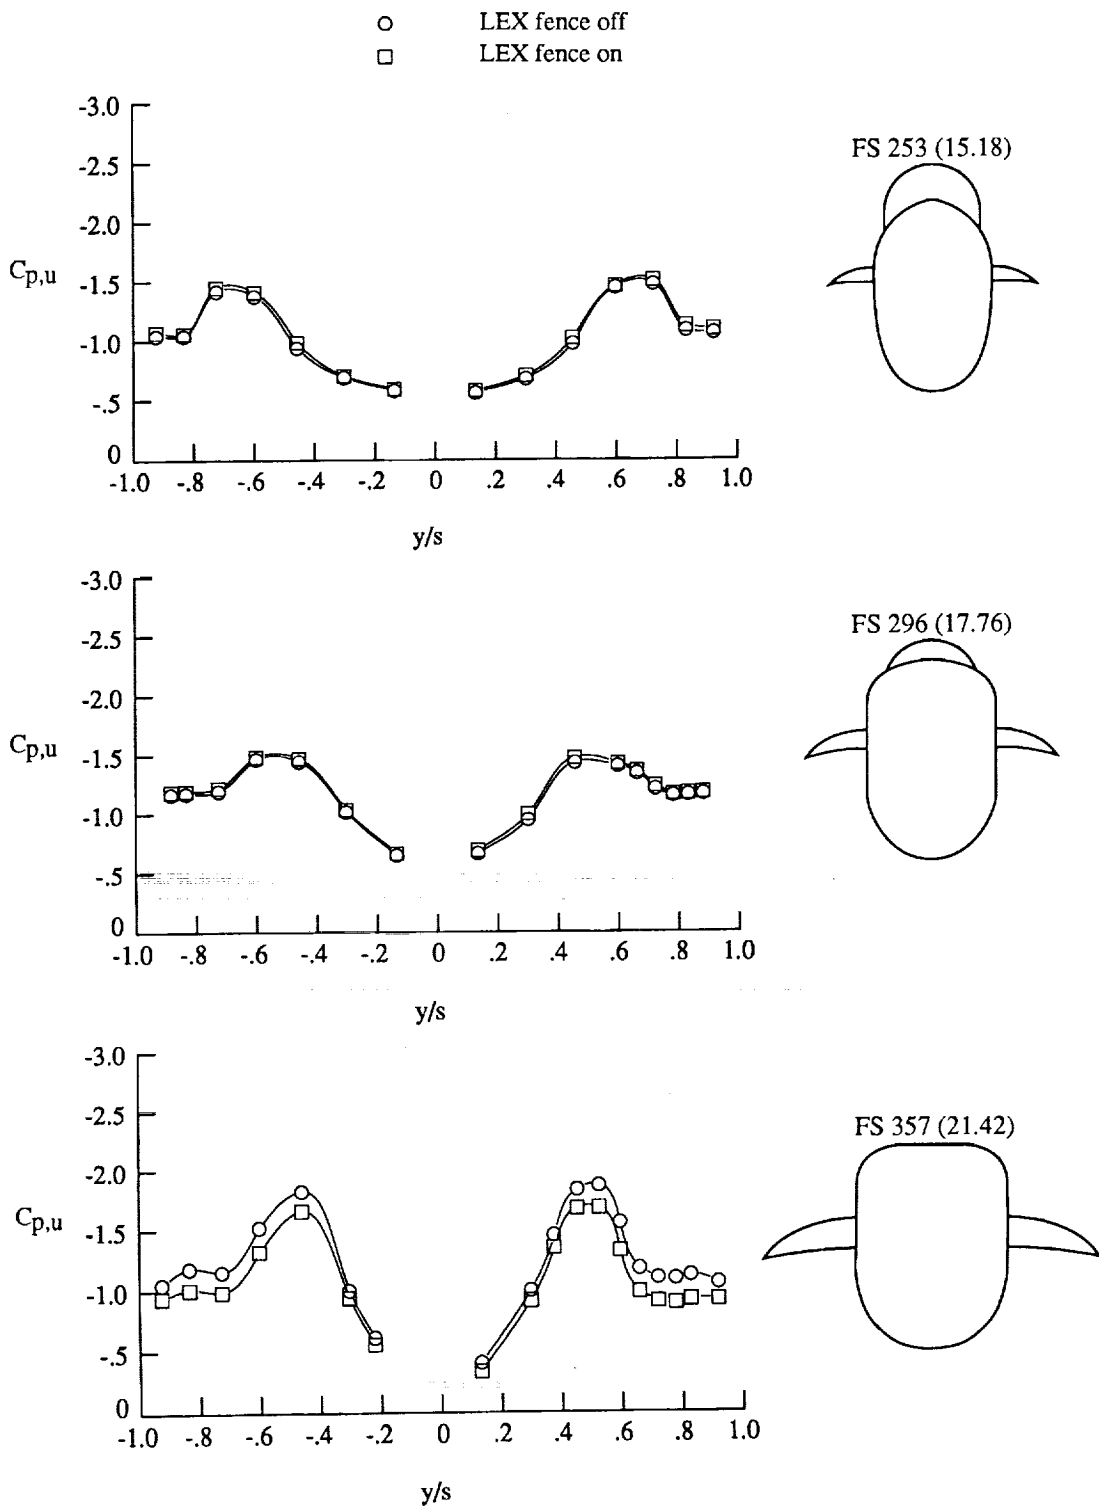 LEX fence off
LEX fence on
-3.0
-2.5
-2.0
-1.5
-1.0
-.5
0
Cp,u
-1.0 -.8 -.6 -.4 -.2 0 .2 .4 .6 .8 1.0
y/s
FS 253 (15.18)
-3.0
-2.5
-2.0
-1.5
-1.0
-.5
0
Cp,u
-1.0 -.8 -.6 -.4 -.2 0 .2 .4 .6 .8 1.0
y/s
FS 296 (17.76)
-3.0
-2.5
-2.0
-1.5
-1.0
-.5
0
Cp,u
-1.0 -.8 -.6 -.4 -.2 0 .2 .4 .6 .8 1.0
y/s
FS 357 (21.42)